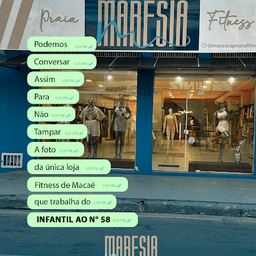 Praia
MARESIA
Fitness
Podemos
Conversar
Assim
Para
Não
Tampar
A foto
da única loja
Fitness de Macaé
que trabalha do
INFANTIL AO Nº 58
MARESIA